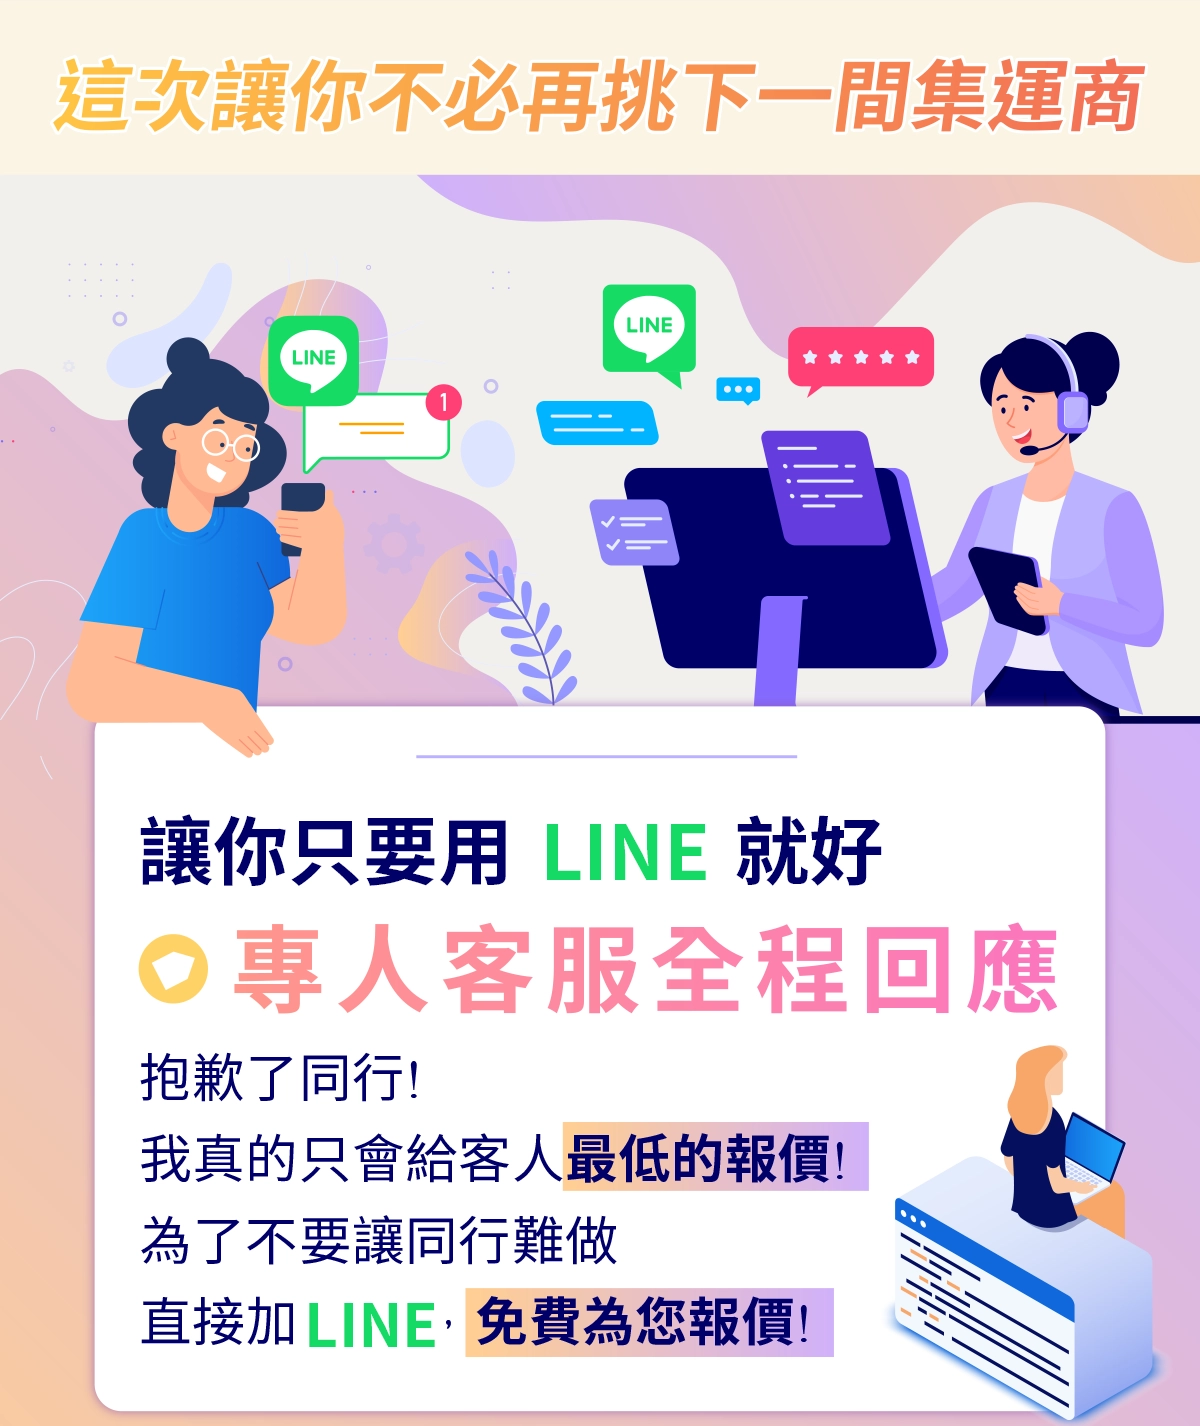 這次讓你不必再挑下一間集運商
LINE
LINE
1
讓你只要用 LINE 就好
專人客服全程回應
抱歉了同行!
我真的只會給客人最低的報價!
為了不要讓同行難做
直接加LINE，免費為您報價!